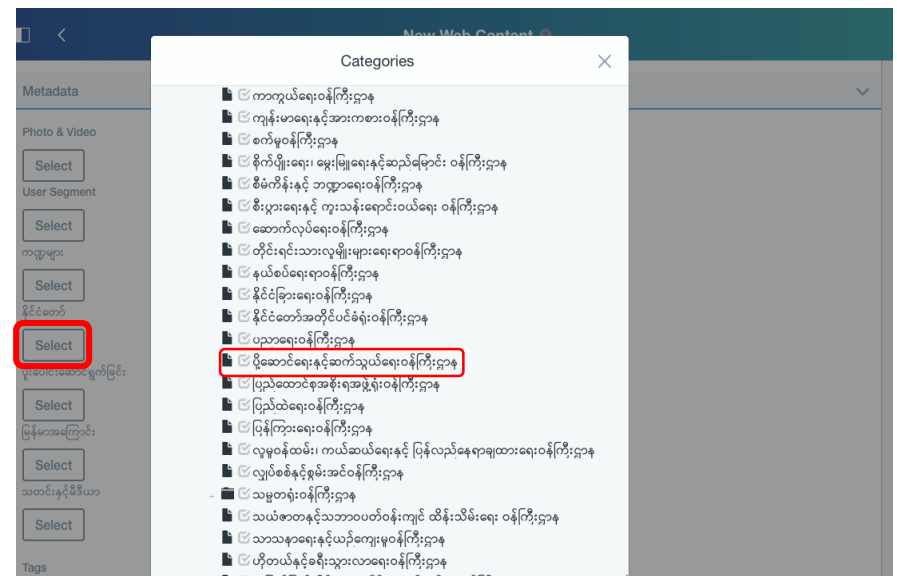 New Web Content
Categories
Metadata
Photo & Video
Select
User Segment
Select
ကဏ္ဍများ
Select
နိုင်ငံတော်
Select
ပူးပေါင်းဆောင်ရွက်ခြင်း
Select
မြန်မာအကြောင်း
Select
သတင်းနှင့်မီဒီယာ
Select
Tags
ကာကွယ်ရေးဝန်ကြီးဌာန
ကျန်းမာရေးနှင့်အားကစားဝန်ကြီးဌာန
စက်မှုဝန်ကြီးဌာန
စိုက်ပျိုးရေး၊ မွေးမြူရေးနှင့်ဆည်မြောင်း ဝန်ကြီးဌာန
စီမံကိန်းနှင့် ဘဏ္ဍာရေးဝန်ကြီးဌာန
စီးပွားရေးနှင့် ကူးသန်းရောင်းဝယ်ရေး ဝန်ကြီးဌာန
ဆောက်လုပ်ရေးဝန်ကြီးဌာန
တိုင်းရင်းသားလူမျိုးများရေးရာဝန်ကြီးဌာန
နယ်စပ်ရေးရာဝန်ကြီးဌာန
နိုင်ငံခြားရေးဝန်ကြီးဌာန
နိုင်ငံတော်အတိုင်ပင်ခံရုံးဝန်ကြီးဌာန
ပညာရေးဝန်ကြီးဌာန
ပို့ဆောင်ရေးနှင့်ဆက်သွယ်ရေးဝန်ကြီးဌာန
ပြည်ထောင်စုအစိုးရအဖွဲ့ရုံးဝန်ကြီးဌာန
ပြည်ထဲရေးဝန်ကြီးဌာန
ပြန်ကြားရေးဝန်ကြီးဌာန
လူမှုဝန်ထမ်း၊ ကယ်ဆယ်ရေးနှင့် ပြန်လည်နေရာချထားရေးဝန်ကြီးဌာန
လျှပ်စစ်နှင့်စွမ်းအင်ဝန်ကြီးဌာန
သမ္မတရုံးဝန်ကြီးဌာန
သယံဇာတနှင့်သဘာဝပတ်ဝန်းကျင် ထိန်းသိမ်းရေး ဝန်ကြီးဌာန
သာသနာရေးနှင့်ယဉ်ကျေးမှုဝန်ကြီးဌာန
ဟိုတယ်နှင့်ခရီးသွားလာရေးဝန်ကြီးဌာန